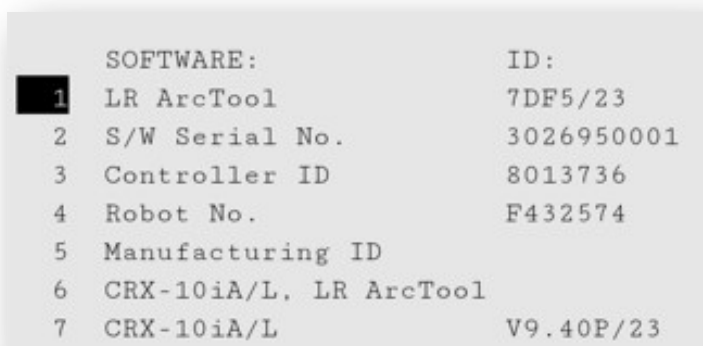 SOFTWARE: ID:
1 LR ArcTool 7DF5/23
2 S/W Serial No. 3026950001
3 Controller ID 8013736
4 Robot No. F432574
5 Manufacturing ID
6 CRX-10iA/L, LR ArcTool
7 CRX-10iA/L V9.40P/23